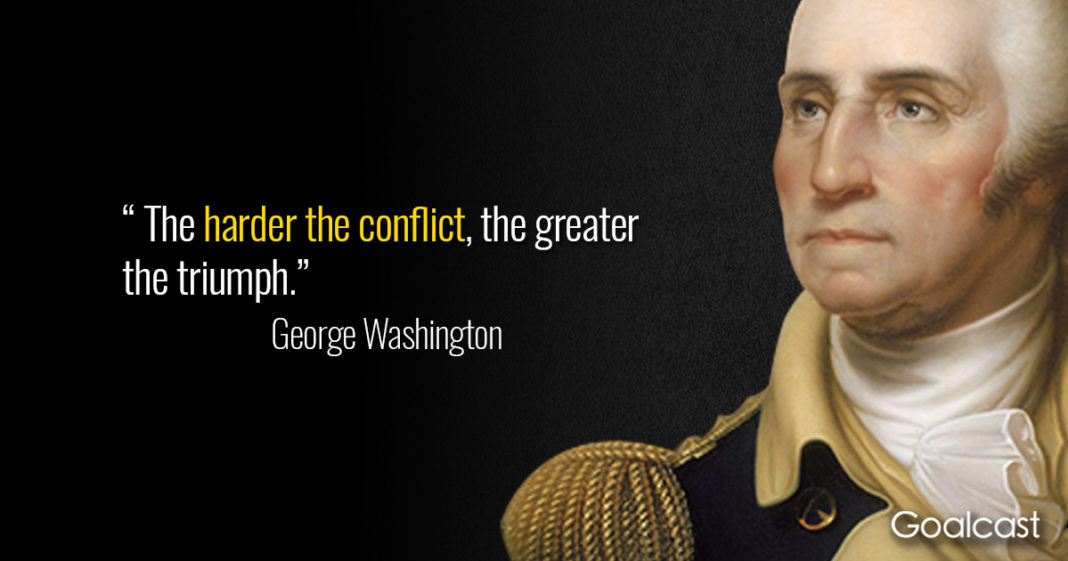 “ The harder the conflict, the greater
the triumph.”
George Washington
Goalcast